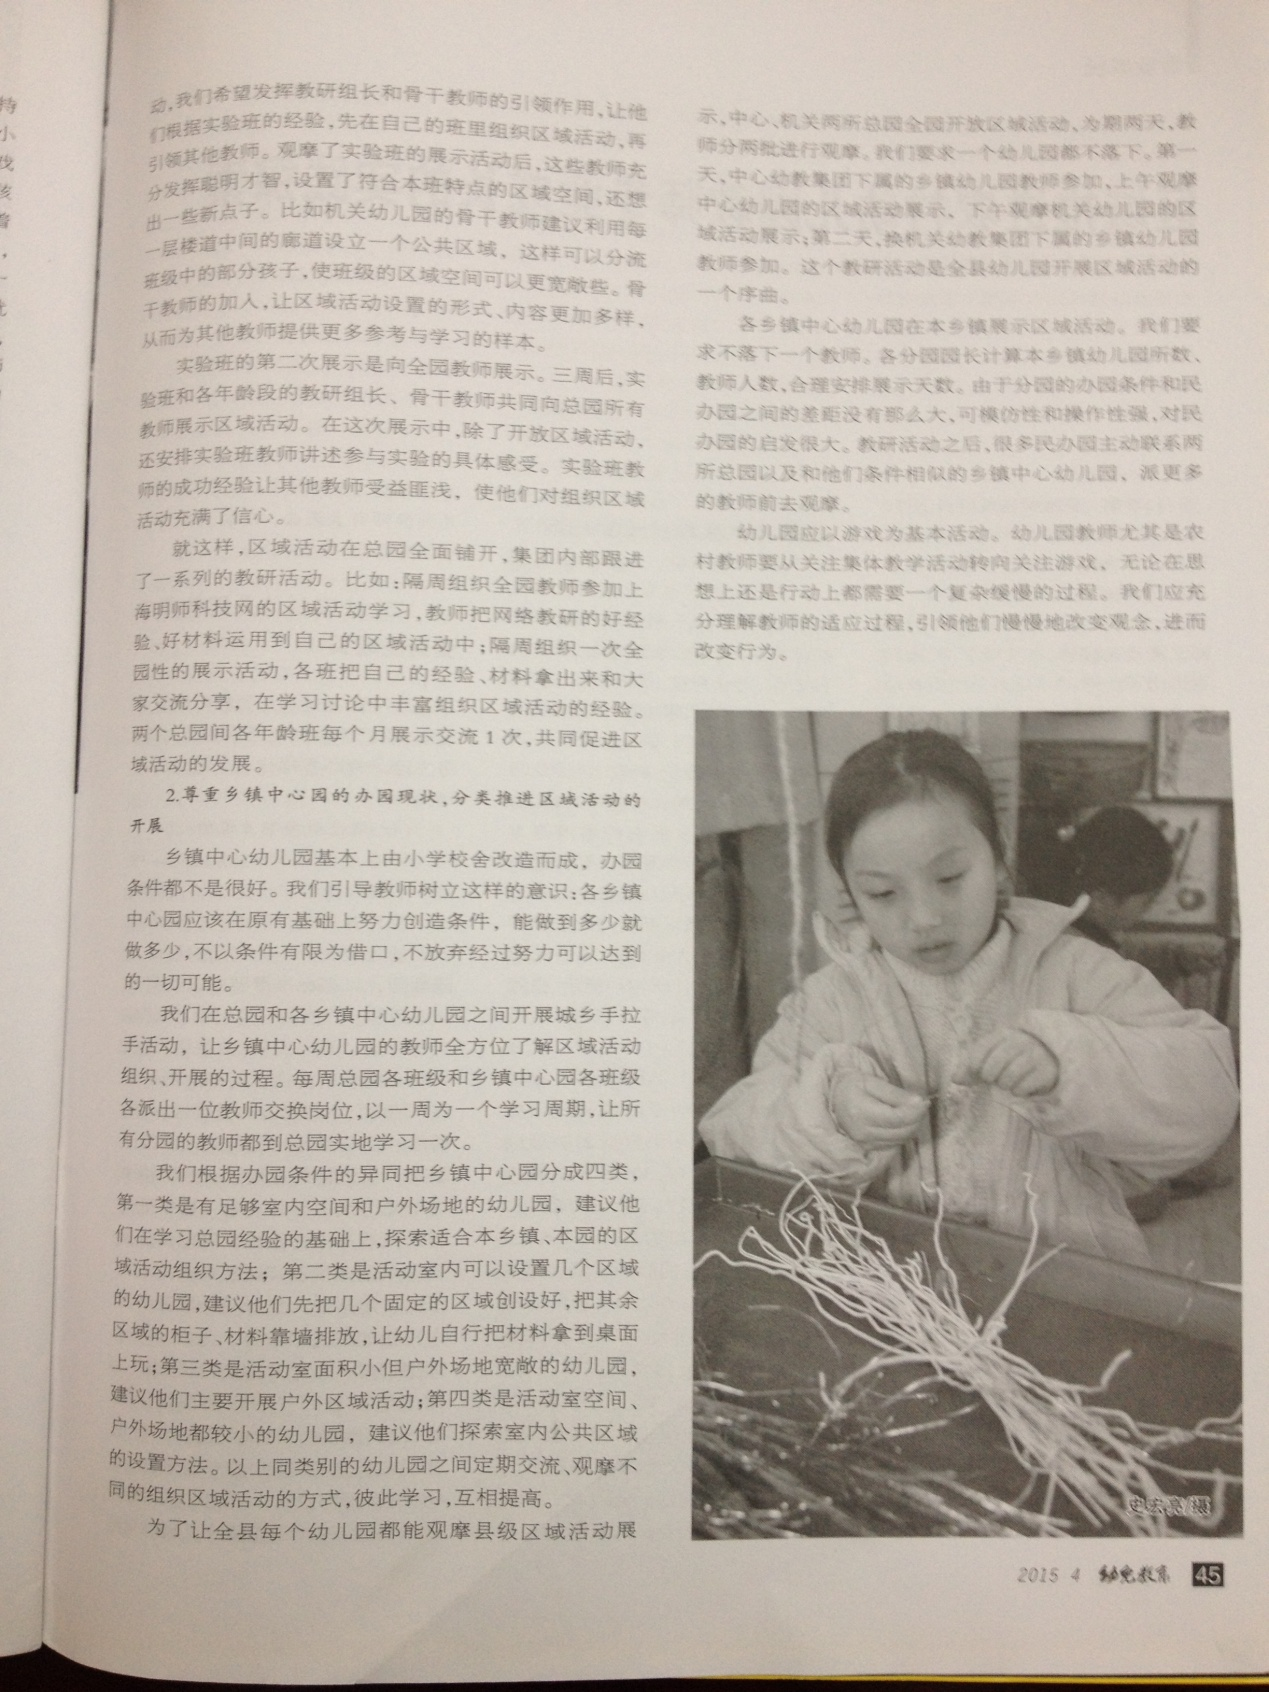 动,我们希望发挥教研组长和骨干教师的引领作用,让他
们根据实验班的经验,先在自己的班里组织区域活动,再
引领其他教师。观摩了实验班的展示活动后,这些教师充
分发挥聪明才智,设置了符合本班特点的区域空间,还想
出一些新点子。比如机关幼儿园的骨干教师建议利用每
一层楼道中间的廊道设立一个公共区域,这样可以分流
班级中的部分孩子,使班级的区域空间可以更宽敞些。骨
干教师的加入,让区域活动设置的形式、内容更加多样,
从而为其他教师提供更多参考与学习的样本。
实验班的第二次展示是向全园教师展示。三周后,实
验班和各年龄段的教研组长、骨干教师共同向总园所有
教师展示区域活动。在这次展示中,除了开放区域活动,
还安排实验班教师讲述参与实验的具体感受。实验班教
师的成功经验让其他教师受益匪浅,使他们对组织区域
活动充满了信心。
就这样,区域活动在总园全面铺开,集团内部跟进
了一系列的教研活动。比如:隔周组织全园教师参加上
海明师科技网的区域活动学习,教师把网络教研的好经
验、好材料运用到自己的区域活动中;隔周组织一次全
园性的展示活动,各班把自己的经验、材料拿出来和大
家交流分享,在学习讨论中丰富组织区域活动的经验。
两个总园间各年龄班每个月展示交流1次,共同促进区
域活动的发展。
2.尊重乡镇中心园的办园现状,分类推进区域活动的
开展
乡镇中心幼儿园基本上由小学校舍改造而成,办园
条件都不是很好。我们引导教师树立这样的意识:各乡镇
中心园应该在原有基础上努力创造条件,能做到多少就
做多少,不以条件有限为借口,不放弃经过努力可以达到
的一切可能。
我们在总园和各乡镇中心幼儿园之间开展城乡手拉
手活动,让乡镇中心幼儿园的教师全方位了解区域活动
组织、开展的过程。每周总园各班级和乡镇中心园各班级
各派出一位教师交换岗位,以一周为一个学习周期,让所
有分园的教师都到总园实地学习一次。
我们根据办园条件的异同把乡镇中心园分成四类,
第一类是有足够室内空间和户外场地的幼儿园,建议他
们在学习总园经验的基础上,探索适合本乡镇、本园的区
域活动组织方法;第二类是活动室内可以设置几个区域
的幼儿园,建议他们先把几个固定的区域创设好,把其余
区域的柜子、材料靠墙排放,让幼儿自行把材料拿到桌面
上玩;第三类是活动室面积小但户外场地宽敞的幼儿园,
建议他们主要开展户外区域活动;第四类是活动室空间、
户外场地都较小的幼儿园,建议他们探索室内公共区域
的设置方法。以上同类别的幼儿园之间定期交流、观摩不
同的组织区域活动的方式,彼此学习,互相提高。
为了让全县每个幼儿园都能观摩县级区域活动展
示,中心、机关两所总园全园开放区域活动、为期两天,教
师分两批进行观摩。我们要求一个幼儿园都不落下。第一
天,中心幼教集团下属的乡镇幼儿园教师参加,上午观摩
中心幼儿园的区域活动展示,下午观摩机关幼儿园的区
域活动展示;第二天,换机关幼教集团下属的乡镇幼儿园
教师参加。这个教研活动是全县幼儿园开展区域活动的
一个序曲。
各乡镇中心幼儿园在本乡镇展示区域活动。我们要
求不落下一个教师。各分园园长计算本乡镇幼儿园所数、
教师人数,合理安排展示天数。由于分园的办园条件和民
办园之间的差距没有那么大,可模仿性和操作性强,对民
办园的启发很大。教研活动之后,很多民办园主动联系两
所总园以及和他们条件相似的乡镇中心幼儿园,派更多
的教师前去观摩。
幼儿园应以游戏为基本活动。幼儿园教师尤其是农
村教师要从关注集体教学活动转向关注游戏,无论在思
想上还是行动上都需要一个复杂缓慢的过程。我们应充
分理解教师的适应过程,引领他们慢慢地改变观念,进而
改变行为。
史宏亮/摄
2015 4 幼儿教育 45